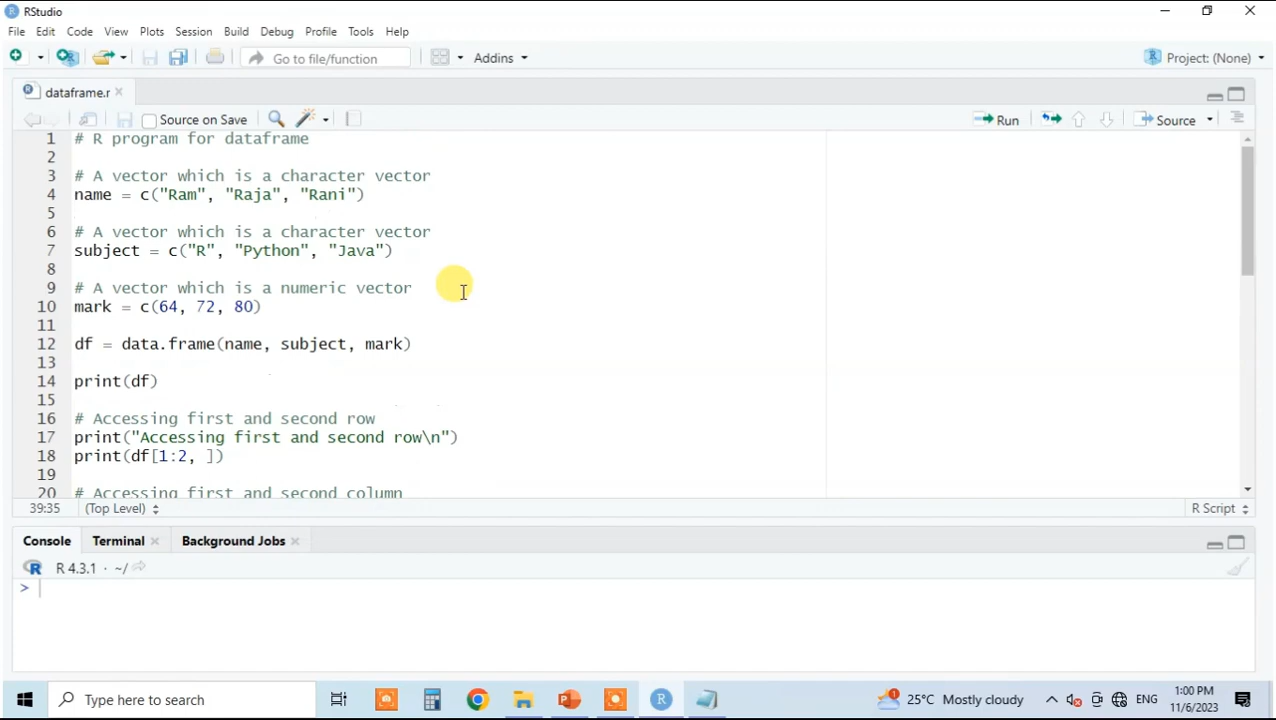 RStudio
File Edit Code View Plots Session Build Debug Profile Tools Help
Go to file/function Addins Project: (None)
dataframe.r
Source on Save Run Source
1 # R program for dataframe
2
3 # A vector which is a character vector
4 name = c("Ram", "Raja", "Rani")
5
6 # A vector which is a character vector
7 subject = c("R", "Python", "Java")
8
9 # A vector which is a numeric vector
10 mark = c(64, 72, 80)
11
12 df = data.frame(name, subject, mark)
13
14 print(df)
15
16 # Accessing first and second row
17 print("Accessing first and second row\n")
18 print(df[1:2, ])
19
20 # Accessing first and second column
39:35 (Top Level) R Script
Console Terminal Background Jobs
R 4.3.1 · ~/
>
Type here to search 25°C Mostly cloudy ENG 1:00 PM
11/6/2023